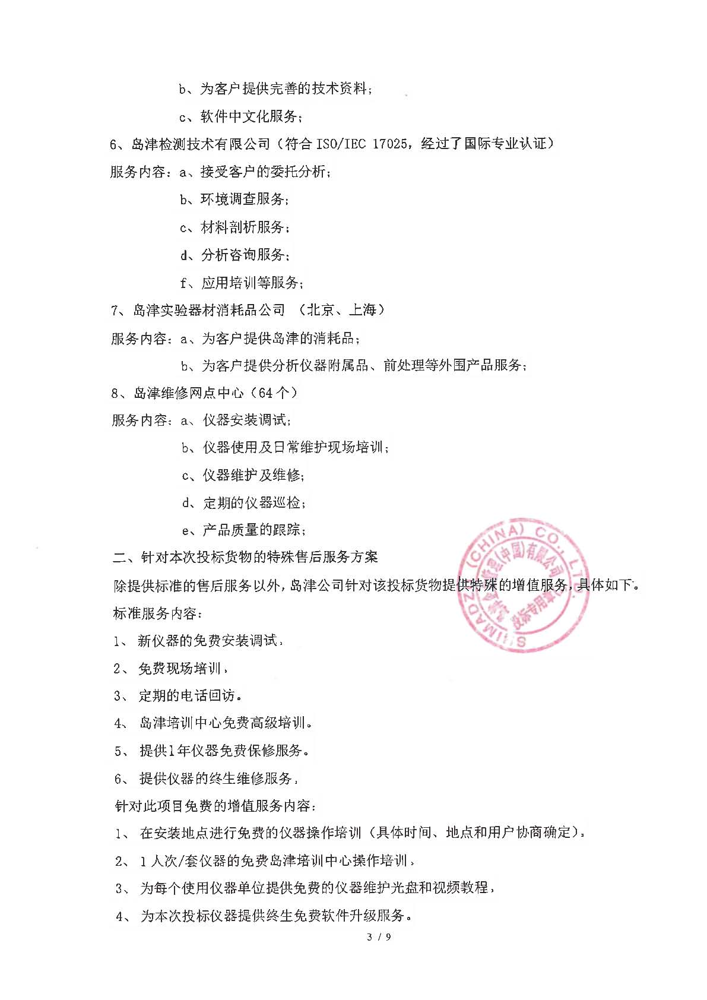 b、为客户提供完善的技术资料；
c、软件中文化服务；
6、岛津检测技术有限公司（符合 ISO/IEC 17025，经过了国际专业认证）
服务内容：a、接受客户的委托分析；
b、环境调查服务；
c、材料剖析服务；
d、分析咨询服务；
f、应用培训等服务；
7、岛津实验器材消耗品公司 （北京、上海）
服务内容：a、为客户提供岛津的消耗品；
b、为客户提供分析仪器附属品、前处理等外围产品服务；
8、岛津维修网点中心（64个）
服务内容：a、仪器安装调试；
b、仪器使用及日常维护现场培训；
c、仪器维护及维修；
d、定期的仪器巡检；
e、产品质量的跟踪；
二、针对本次投标货物的特殊售后服务方案
除提供标准的售后服务以外，岛津公司针对该投标货物提供特殊的增值服务，具体如下。
标准服务内容：
1、 新仪器的免费安装调试。
2、 免费现场培训。
3、 定期的电话回访。
4、 岛津培训中心免费高级培训。
5、 提供1年仪器免费保修服务。
6、 提供仪器的终生维修服务。
针对此项目免费的增值服务内容：
1、 在安装地点进行免费的仪器操作培训（具体时间、地点和用户协商确定）。
2、 1人次/套仪器的免费岛津培训中心操作培训。
3、 为每个使用仪器单位提供免费的仪器维护光盘和视频教程。
4、 为本次投标仪器提供终生免费软件升级服务。
3 / 9
SHIMADZU (CHINA) CO., LTD.
(中国)有限公司
投标专用章